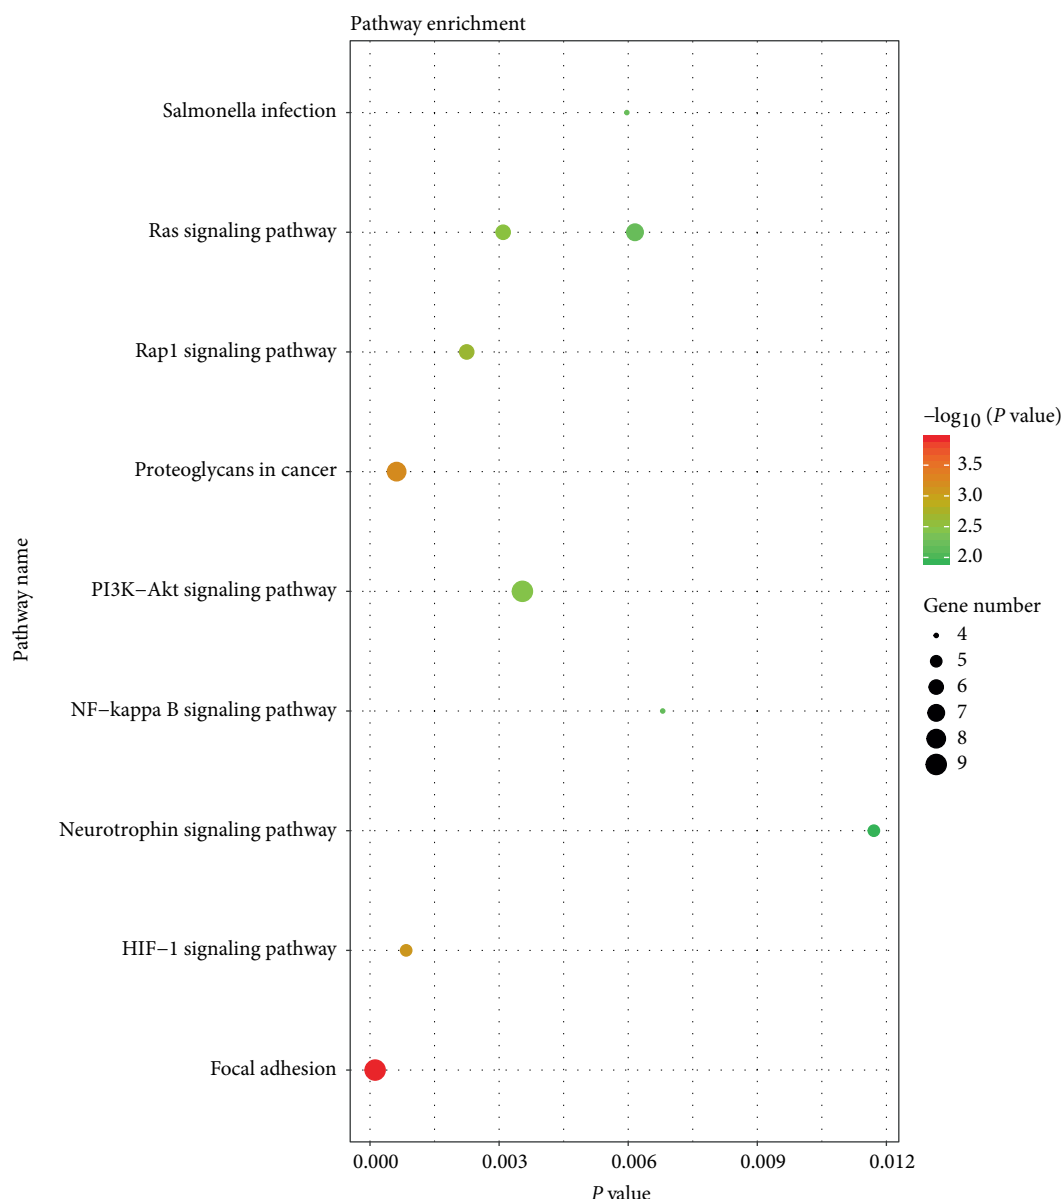 Pathway enrichment
Salmonella infection
Ras signaling pathway
Rap1 signaling pathway
Proteoglycans in cancer
PI3K−Akt signaling pathway
NF−kappa B signaling pathway
Neurotrophin signaling pathway
HIF−1 signaling pathway
Focal adhesion
Pathway name
0.000 0.003 0.006 0.009 0.012
P value
−log10 (P value)
3.5
3.0
2.5
2.0
Gene number
4
5
6
7
8
9